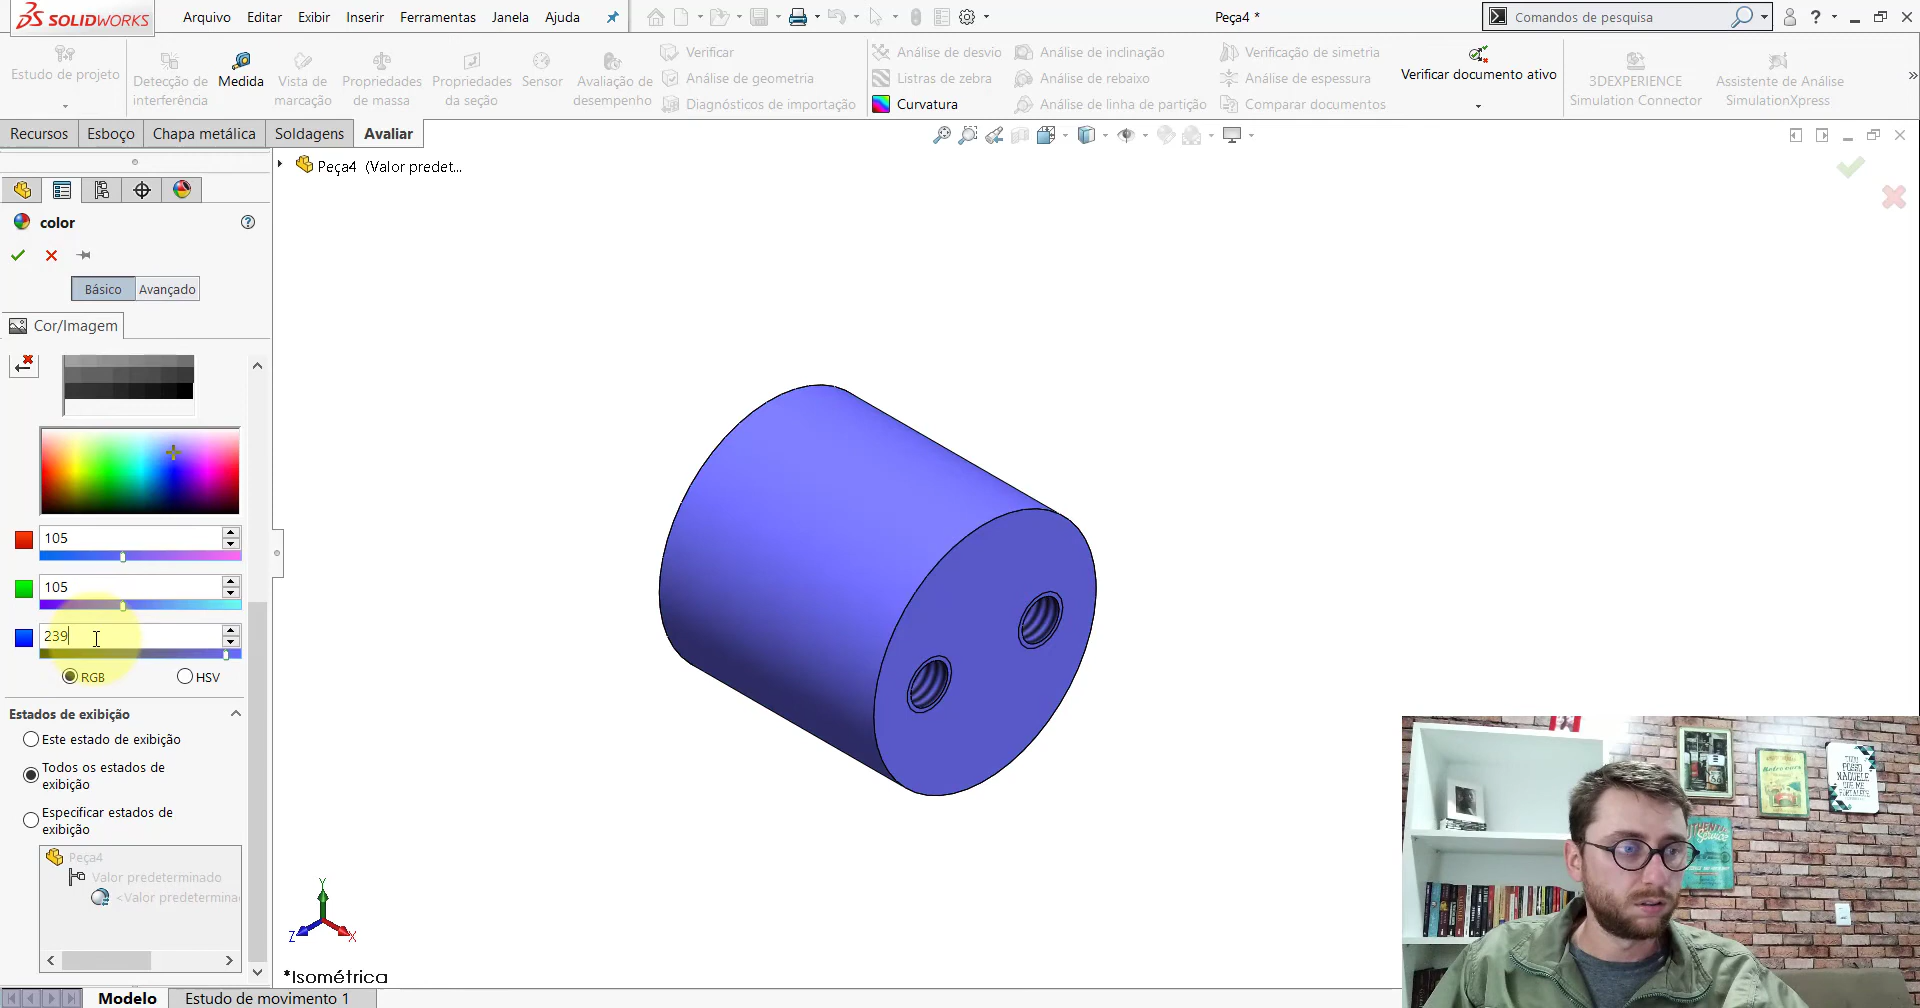 SOLIDWORKS
Arquivo Editar Exibir Inserir Ferramentas Janela Ajuda
Peça4 *
Comandos de pesquisa
Estudo de projeto
Detecção de interferência
Medida
Vista de marcação
Propriedades de massa
Propriedades da seção
Sensor
Avaliação de desempenho
Verificar
Análise de geometria
Diagnósticos de importação
Análise de desvio
Listras de zebra
Curvatura
Análise de inclinação
Análise de rebaixo
Análise de linha de partição
Verificação de simetria
Análise de espessura
Comparar documentos
Verificar documento ativo
3DEXPERIENCE
Simulation Connector
Assistente de Análise
SimulationXpress
Recursos Esboço Chapa metálica Soldagens Avaliar
Peça4 (Valor predet...
color
Básico Avançado
Cor/Imagem
105
105
239
RGB HSV
Estados de exibição
Este estado de exibição
Todos os estados de
exibição
Especificar estados de
exibição
Peça4
Valor predeterminado
<Valor predetermina
Y
Z
X
*Isométrica
Modelo Estudo de movimento 1
POSSO
NAQUELE
QUE ME
FORTALECE